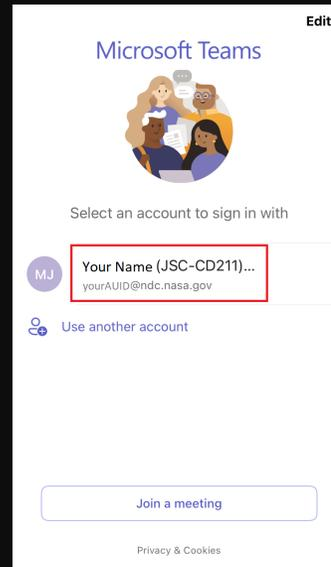 Edit
Microsoft Teams
Select an account to sign in with
MJ
Your Name (JSC-CD211)...
yourAUID@ndc.nasa.gov
Use another account
Join a meeting
Privacy & Cookies